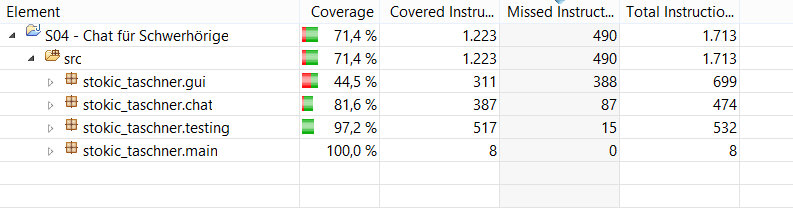 Element Coverage Covered Instru... Missed Instruct... Total Instructio...
S04 - Chat für Schwerhörige 71,4 % 1.223 490 1.713
src 71,4 % 1.223 490 1.713
stokic_taschner.gui 44,5 % 311 388 699
stokic_taschner.chat 81,6 % 387 87 474
stokic_taschner.testing 97,2 % 517 15 532
stokic_taschner.main 100,0 % 8 0 8